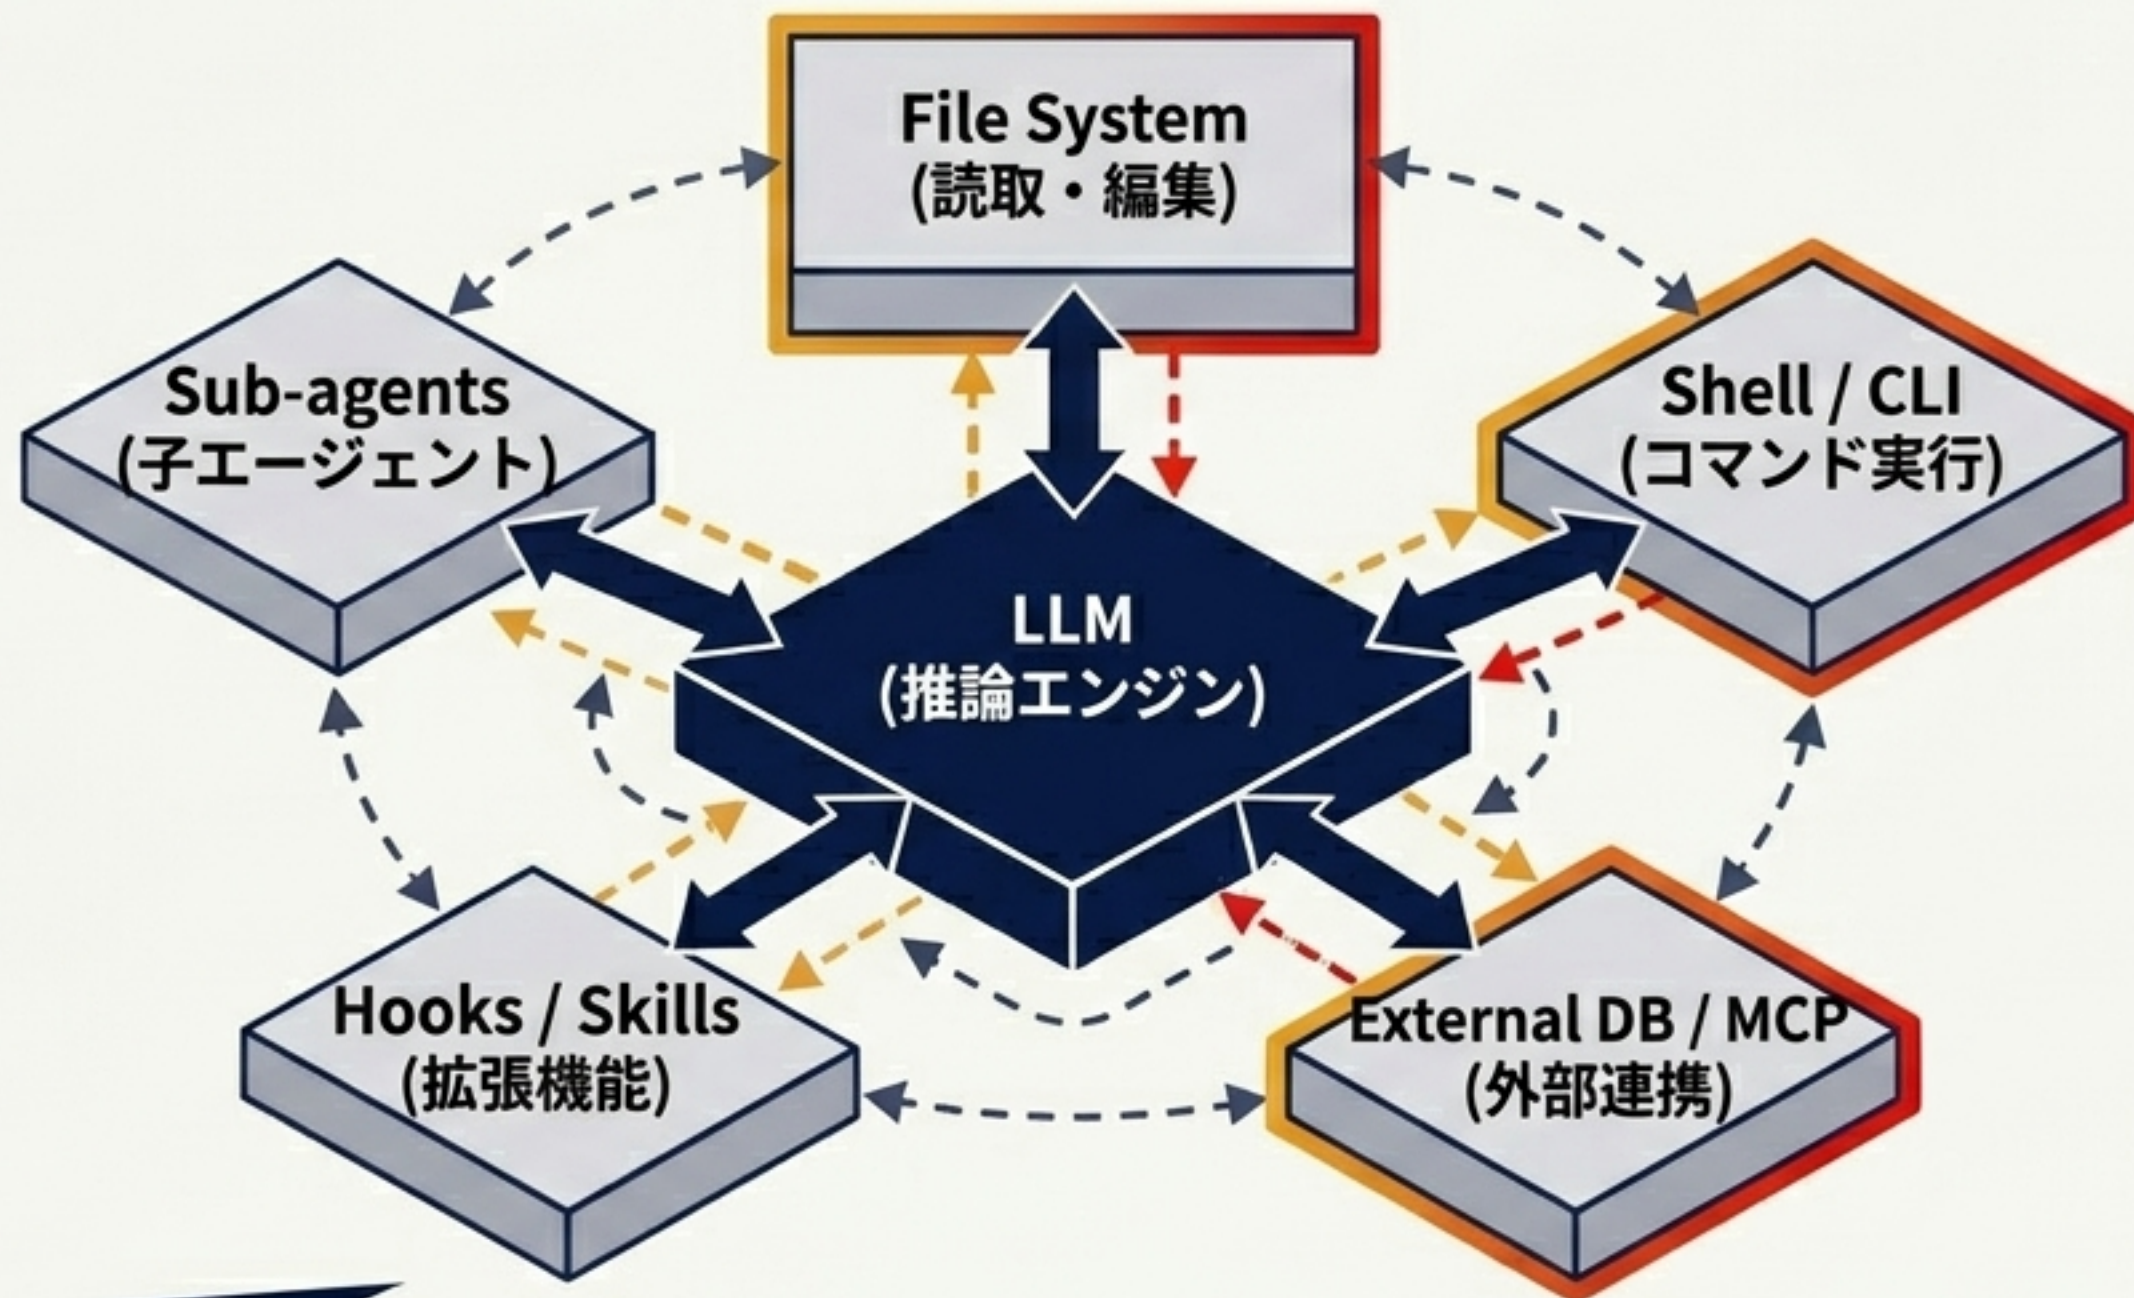 File System
(読取・編集)
Sub-agents
(子エージェント)
Shell / CLI
(コマンド実行)
LLM
(推論エンジン)
Hooks / Skills
(拡張機能)
External DB / MCP
(外部連携)